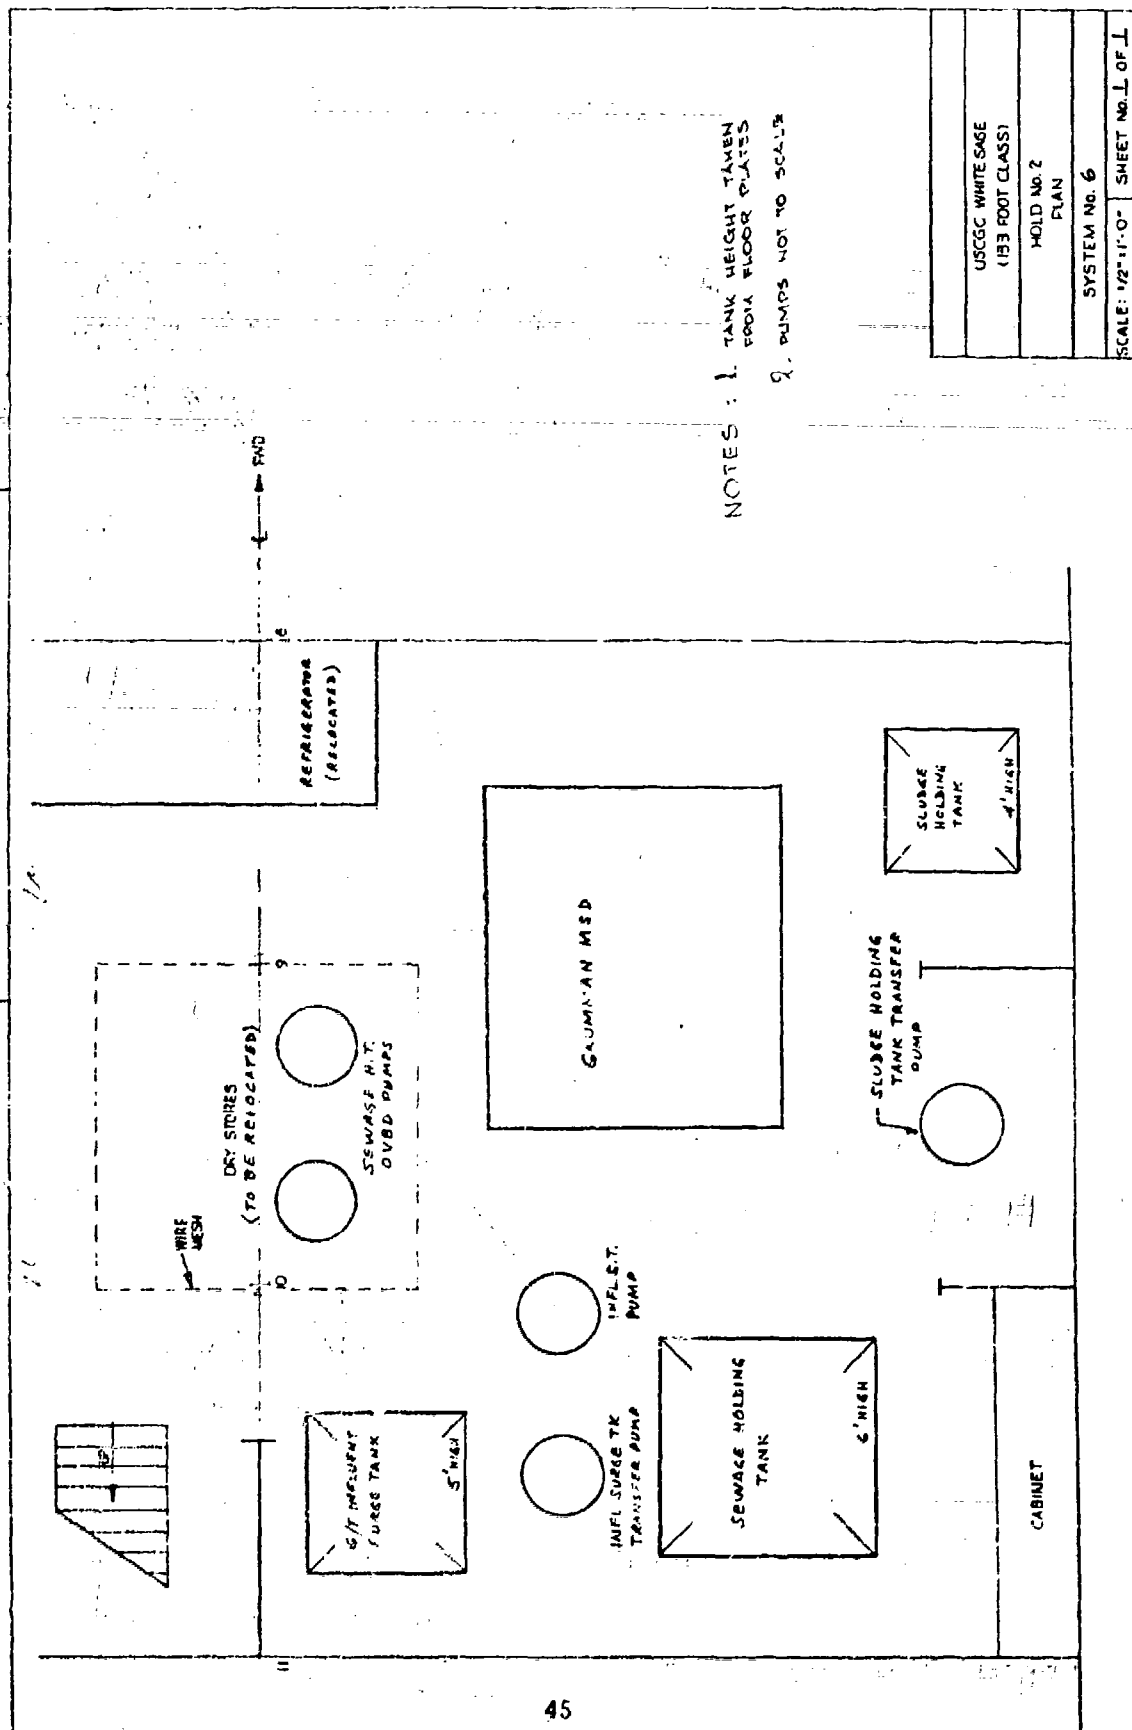 FWD
8
REFRIGERATOR
(RELOCATED)
9
DRY STORES
(TO BE RELOCATED)
SEWAGE H.T.
OVBD PUMPS
WIRE
MESH
10
G/T INFLUENT
SURGE TANK
5' HIGH
11
INFL S.T.
PUMP
INFL SURGE TK
TRANSFER PUMP
GRUMMAN MSD
SEWAGE HOLDING
TANK
6' HIGH
SLUDGE
HOLDING
TANK
4' HIGH
SLUDGE HOLDING
TANK TRANSFER
PUMP
CABINET
NOTES : 1. TANK HEIGHT TAKEN
FROM FLOOR PLATES
2. PUMPS NOT TO SCALE
USCGC WHITE SAGE
(133 FOOT CLASS)
HOLD No. 2
PLAN
SYSTEM No. 6
SCALE: 1/2"=1'-0" SHEET No. 1 OF 1
45